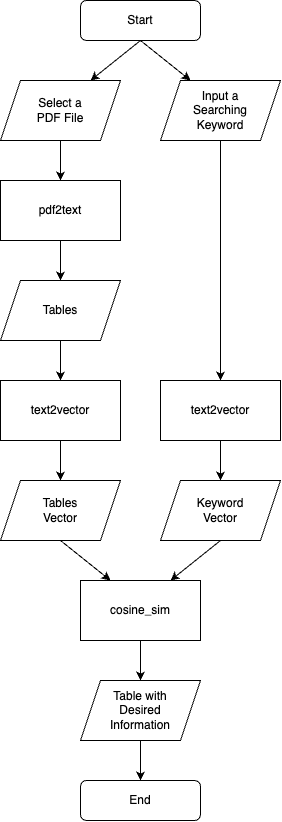 Start
Select a
PDF File
Input a
Searching
Keyword
pdf2text
Tables
text2vector
text2vector
Tables
Vector
Keyword
Vector
cosine_sim
Table with
Desired
Information
End